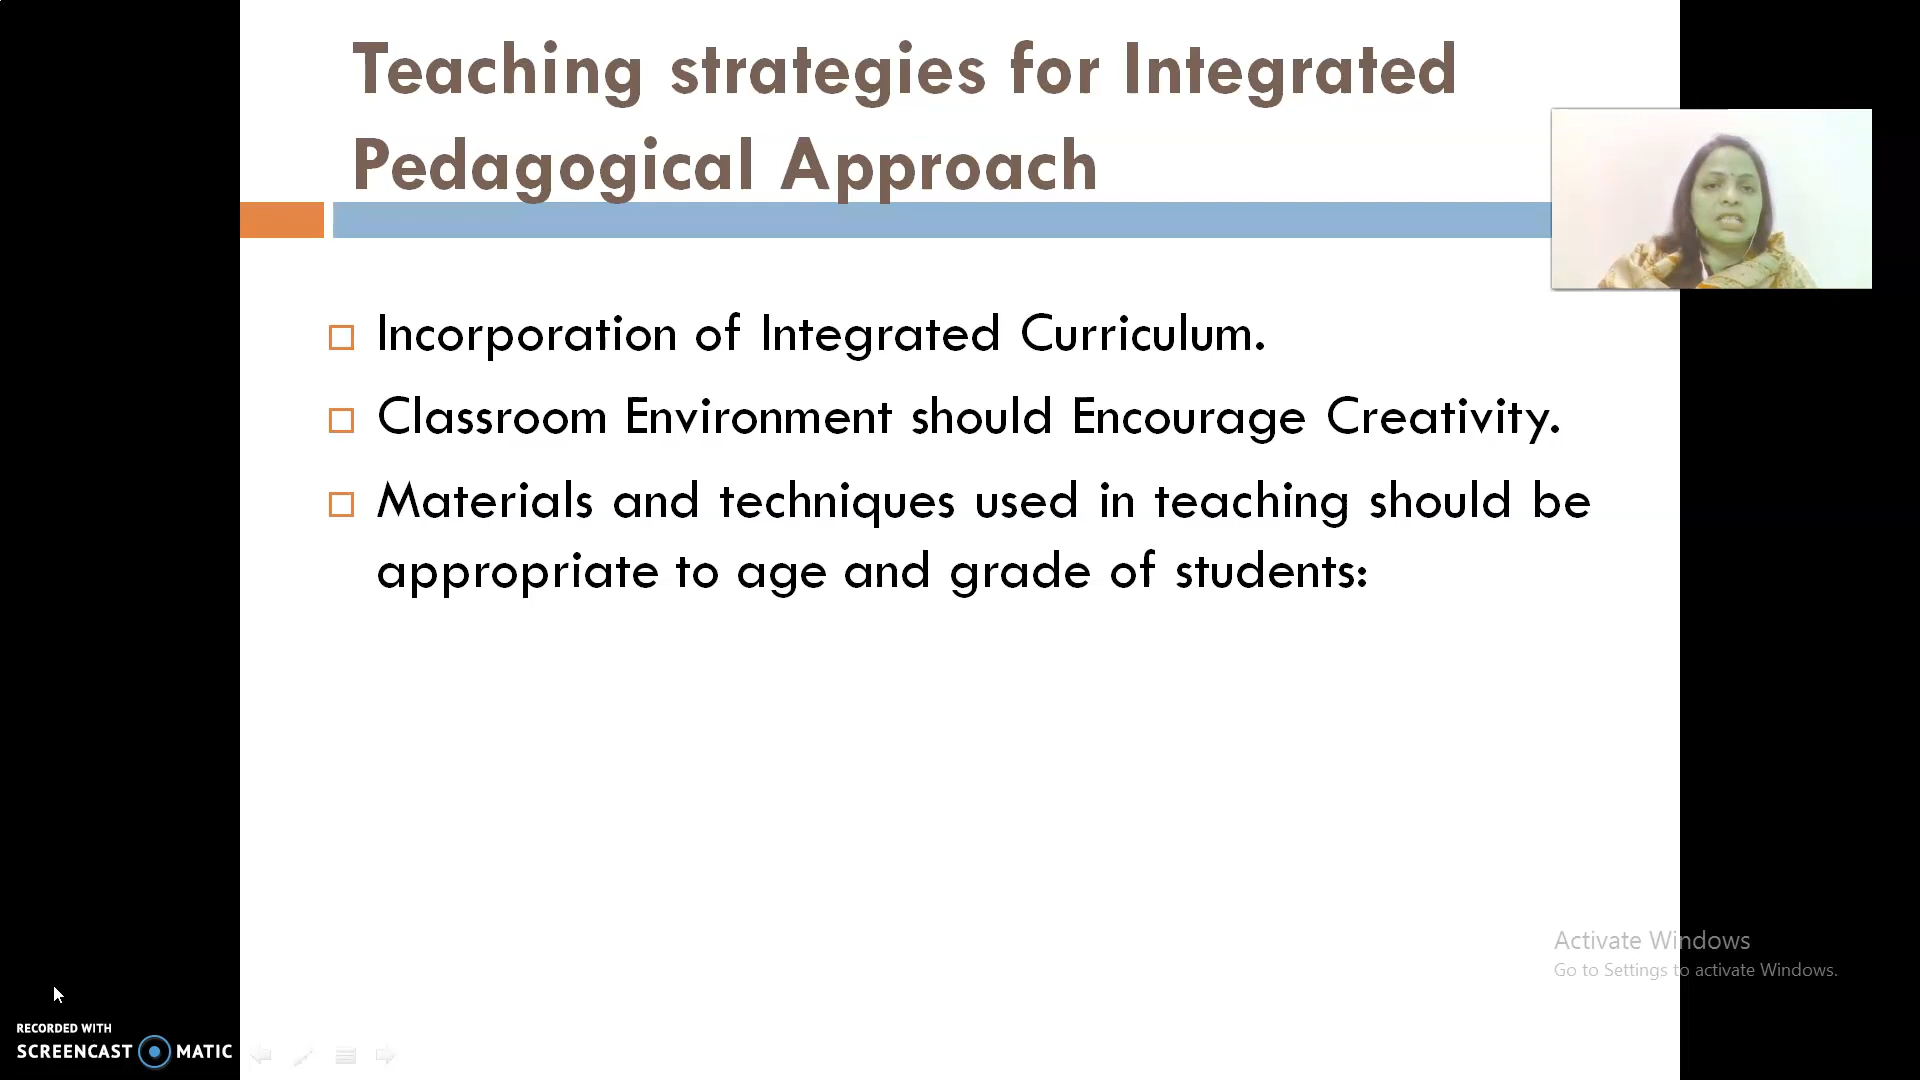 Teaching strategies for Integrated
Pedagogical Approach
Incorporation of Integrated Curriculum.
Classroom Environment should Encourage Creativity.
Materials and techniques used in teaching should be
appropriate to age and grade of students:
Activate Windows
Go to Settings to activate Windows.
RECORDED WITH
SCREENCAST MATIC